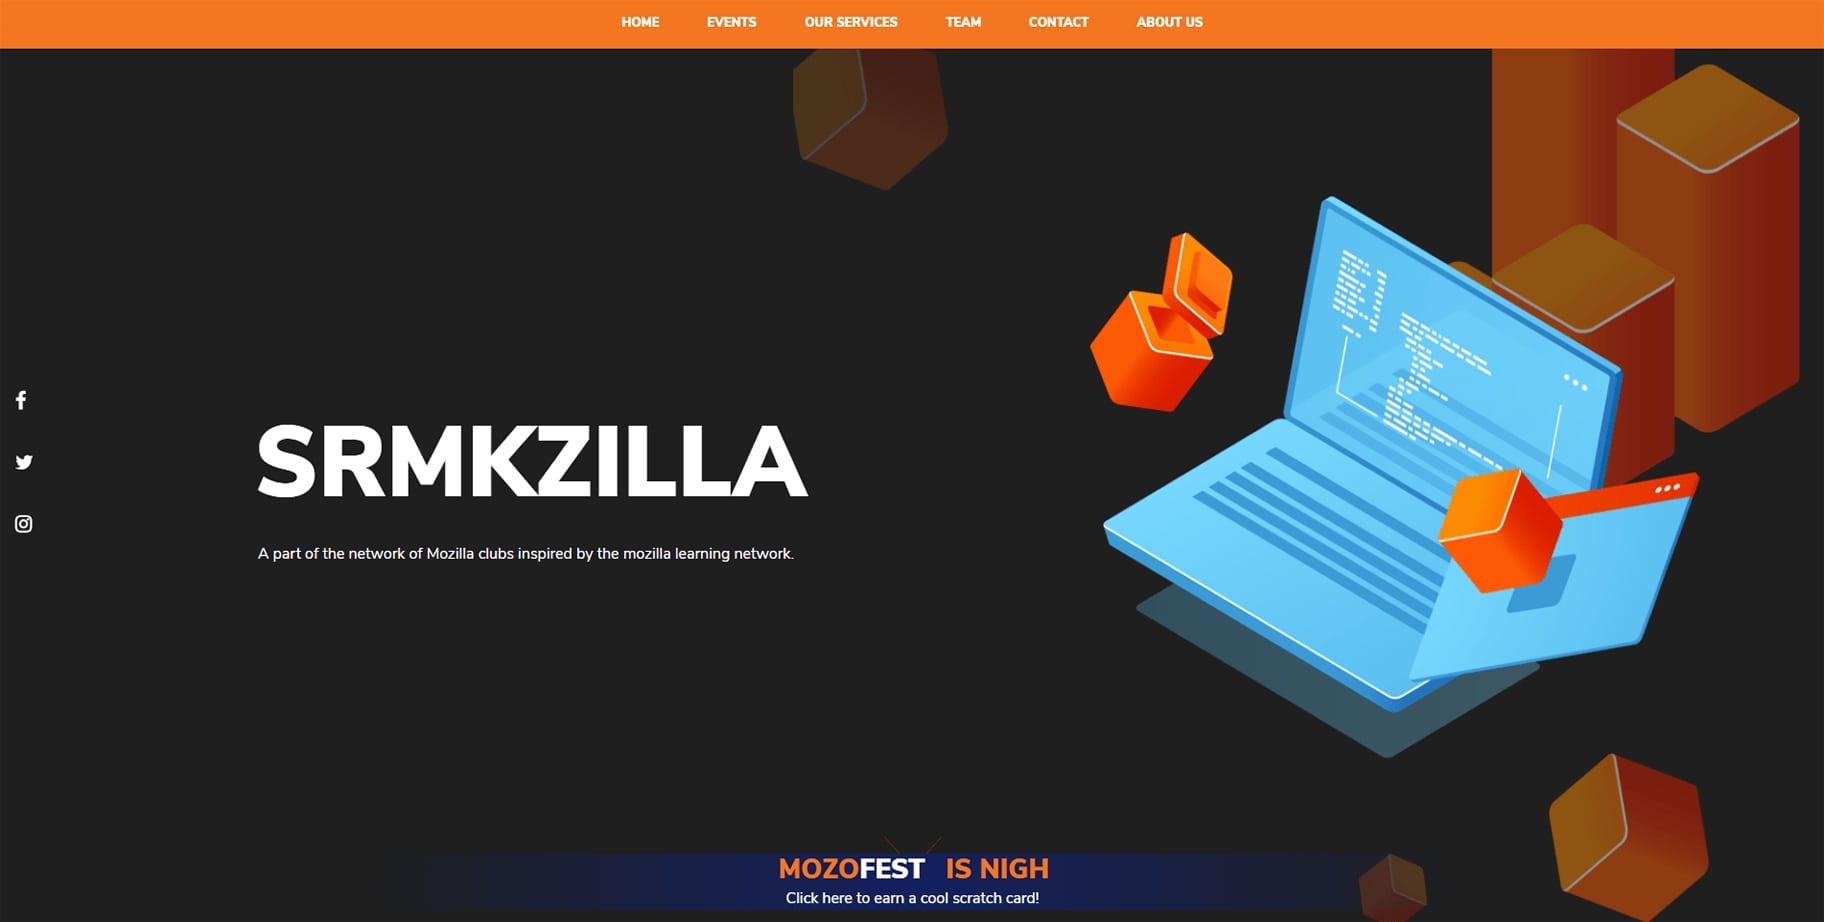 HOME EVENTS OUR SERVICES TEAM CONTACT ABOUT US
SRMKZILLA
A part of the network of Mozilla clubs inspired by the mozilla learning network.
MOZOFEST IS NIGH
Click here to earn a cool scratch card!